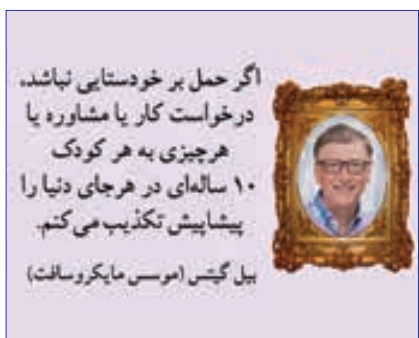 اگر حمل بر خودستایی نباشد،
درخواست کار یا مشاوره یا
هرچیزی به هر کودک
۱۰ ساله‌ای در هرجای دنیا را
پیشاپیش تکذیب می‌کنم.
بیل گیتس (موسس مایکروسافت)